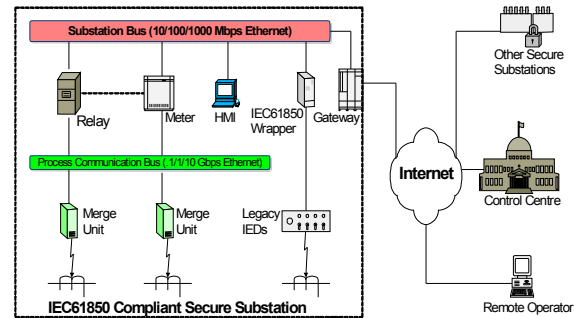 Substation Bus (10/100/1000 Mbps Ethernet)
Other Secure
Substations
Relay
Meter
HMI
IEC61850
Wrapper
Gateway
Process Communication Bus (.1/1/10 Gbps Ethernet)
Internet
Control Centre
Merge
Unit
Merge
Unit
Legacy
IEDs
IEC61850 Compliant Secure Substation
Remote Operator